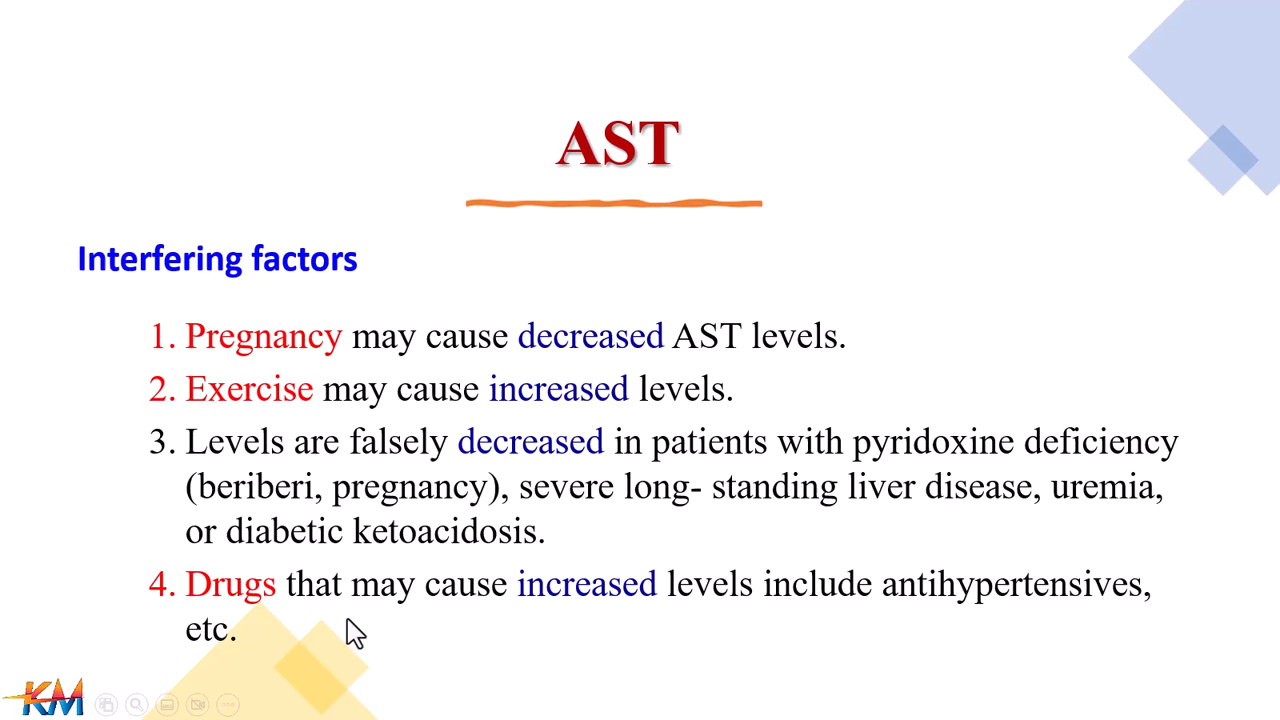 AST
Interfering factors
1. Pregnancy may cause decreased AST levels.
2. Exercise may cause increased levels.
3. Levels are falsely decreased in patients with pyridoxine deficiency
(beriberi, pregnancy), severe long- standing liver disease, uremia,
or diabetic ketoacidosis.
4. Drugs that may cause increased levels include antihypertensives,
etc.
KM